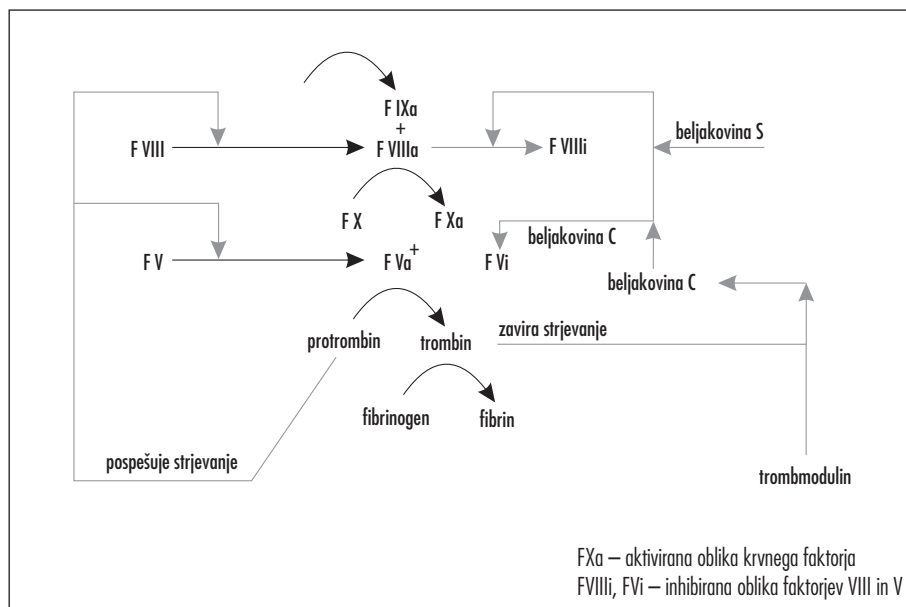 F IXa
+
F VIII
F VIIIa
F VIIIi
beljakovina S
F X
F Xa
beljakovina C
F V
F Va+
F Vi
beljakovina C
protrombin
trombin
zavira strjevanje
fibrinogen
fibrin
pospešuje strjevanje
trombmodulin
FXa – aktivirana oblika krvnega faktorja
FVIIIi, FVi – inhibirana oblika faktorjev VIII in V